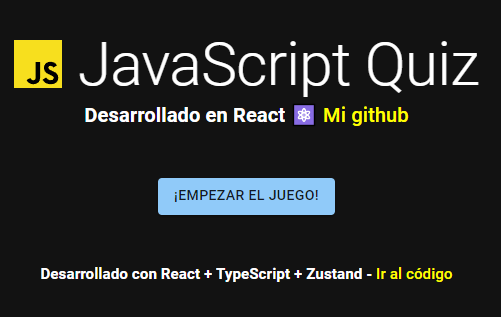 JS JavaScript Quiz
Desarrollado en React ⚛ Mi github
¡EMPEZAR EL JUEGO!
Desarrollado con React + TypeScript + Zustand - Ir al código